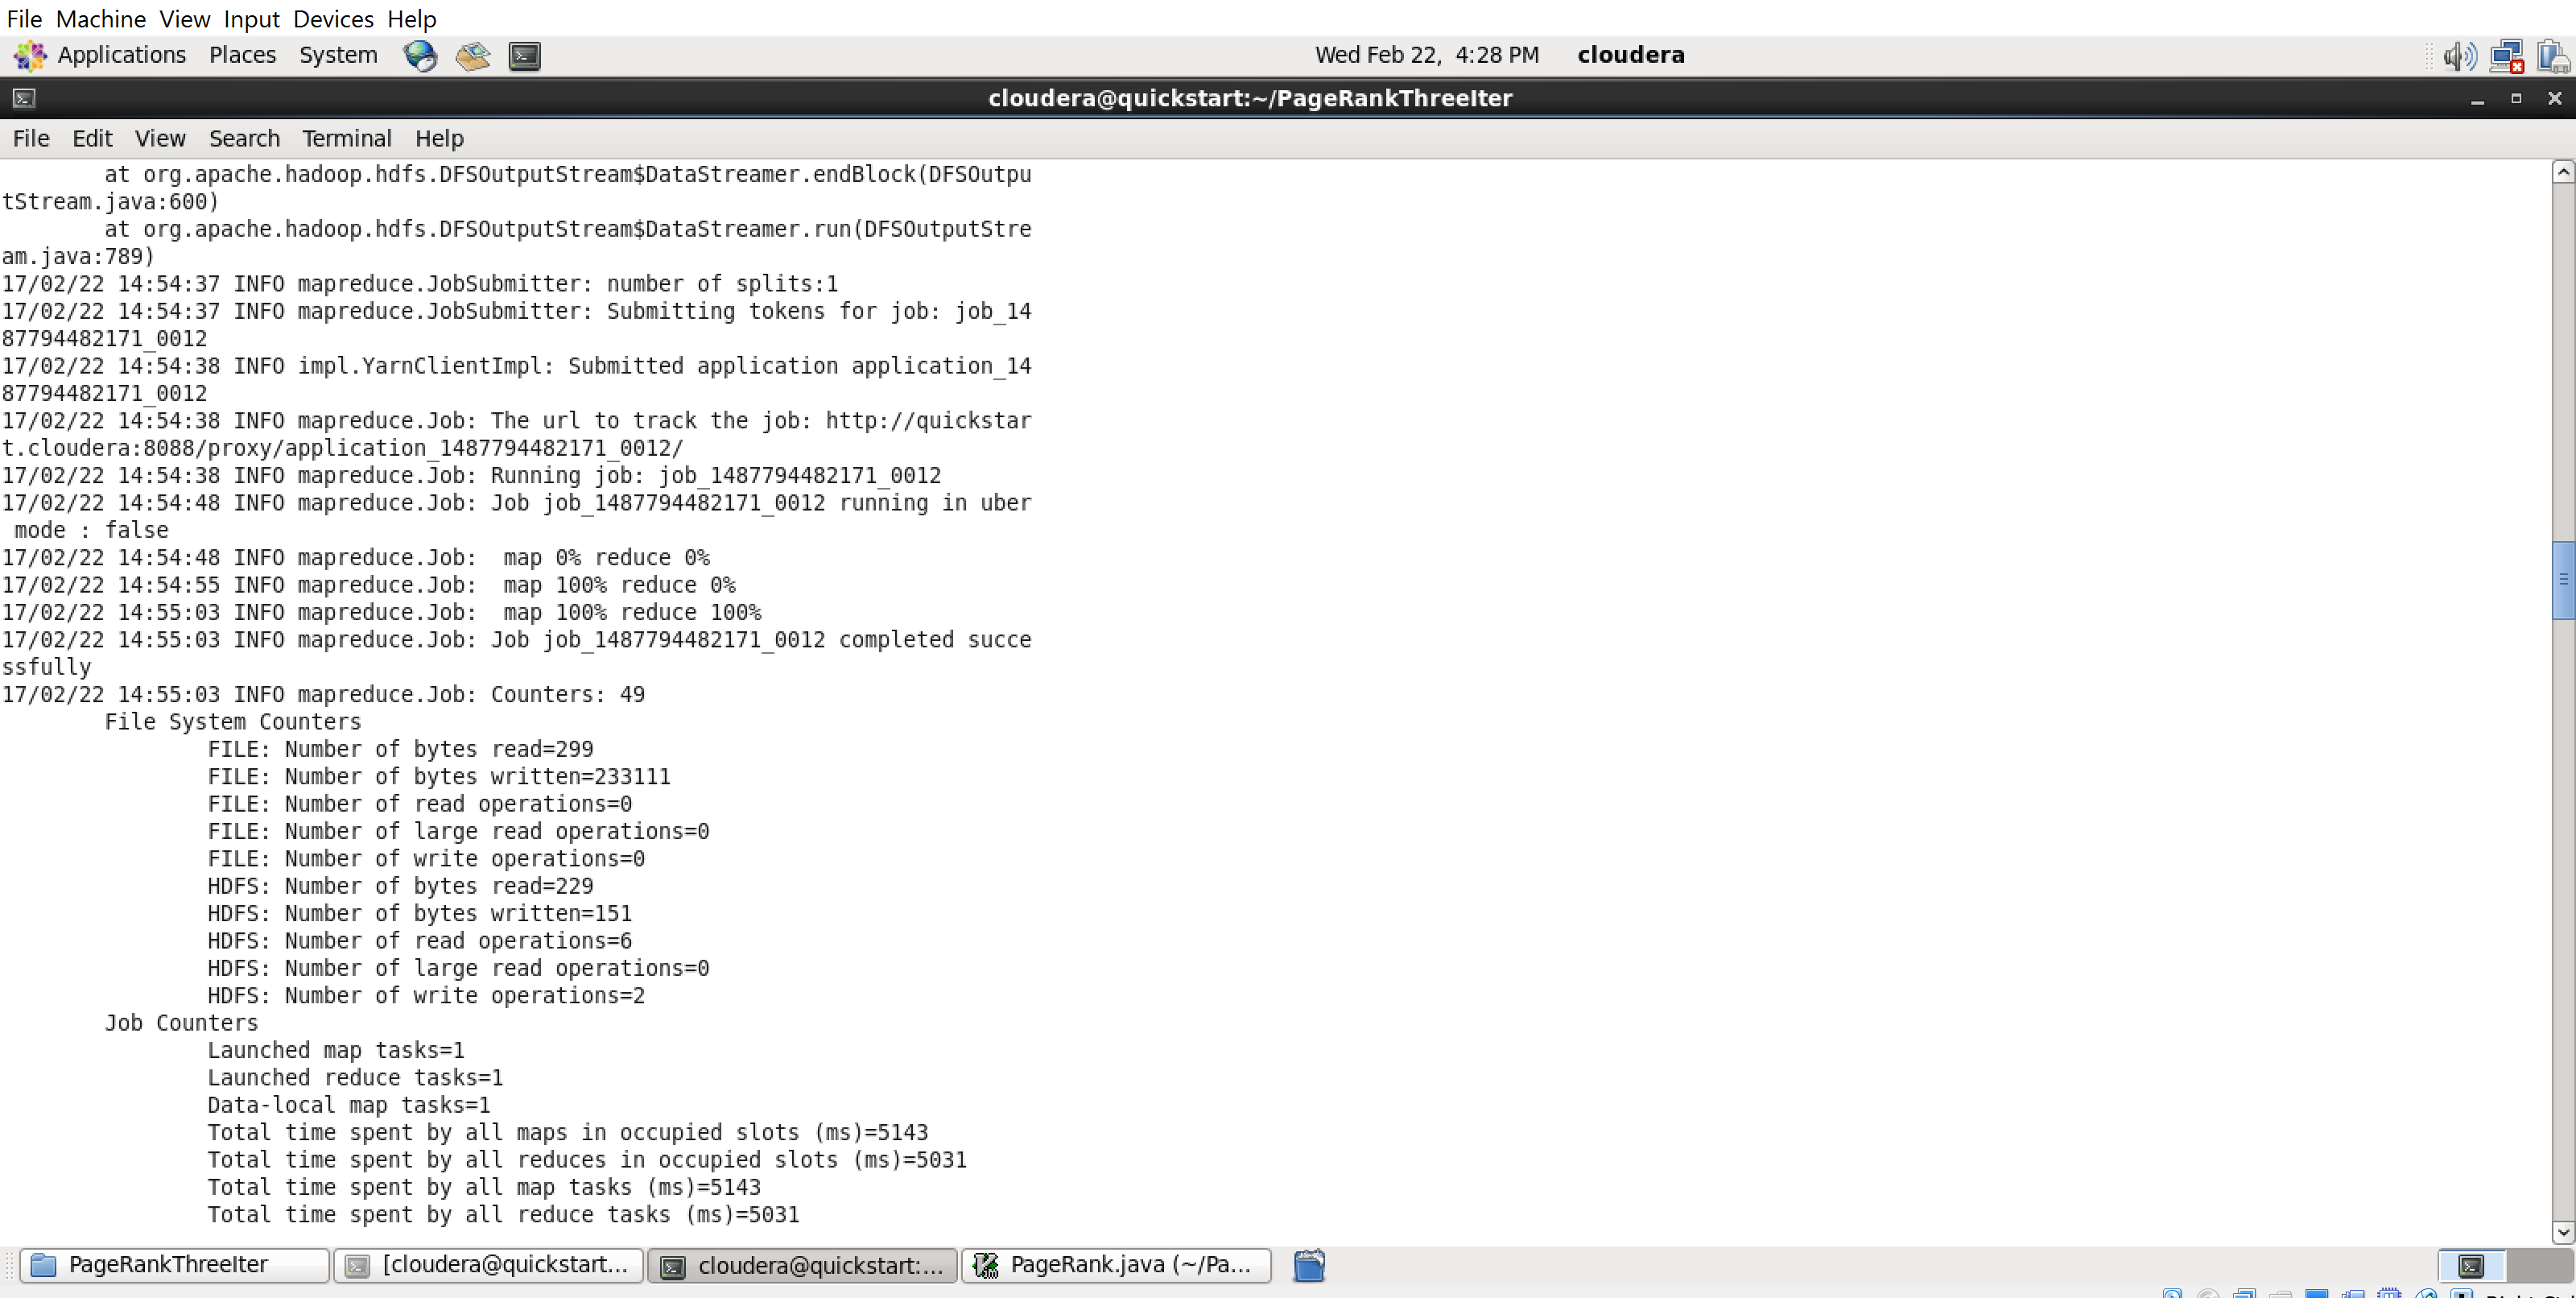 File Machine View Input Devices Help
Applications Places System Wed Feb 22, 4:28 PM cloudera
cloudera@quickstart:~/PageRankThreeIter
File Edit View Search Terminal Help
at org.apache.hadoop.hdfs.DFSOutputStream$DataStreamer.endBlock(DFSOutpu
tStream.java:600)
at org.apache.hadoop.hdfs.DFSOutputStream$DataStreamer.run(DFSOutputStre
am.java:789)
17/02/22 14:54:37 INFO mapreduce.JobSubmitter: number of splits:1
17/02/22 14:54:37 INFO mapreduce.JobSubmitter: Submitting tokens for job: job_14
87794482171_0012
17/02/22 14:54:38 INFO impl.YarnClientImpl: Submitted application application_14
87794482171_0012
17/02/22 14:54:38 INFO mapreduce.Job: The url to track the job: http://quickstar
t.cloudera:8088/proxy/application_1487794482171_0012/
17/02/22 14:54:38 INFO mapreduce.Job: Running job: job_1487794482171_0012
17/02/22 14:54:48 INFO mapreduce.Job: Job job_1487794482171_0012 running in uber
mode : false
17/02/22 14:54:48 INFO mapreduce.Job:  map 0% reduce 0%
17/02/22 14:54:55 INFO mapreduce.Job:  map 100% reduce 0%
17/02/22 14:55:03 INFO mapreduce.Job:  map 100% reduce 100%
17/02/22 14:55:03 INFO mapreduce.Job: Job job_1487794482171_0012 completed succe
ssfully
17/02/22 14:55:03 INFO mapreduce.Job: Counters: 49
File System Counters
FILE: Number of bytes read=299
FILE: Number of bytes written=233111
FILE: Number of read operations=0
FILE: Number of large read operations=0
FILE: Number of write operations=0
HDFS: Number of bytes read=229
HDFS: Number of bytes written=151
HDFS: Number of read operations=6
HDFS: Number of large read operations=0
HDFS: Number of write operations=2
Job Counters
Launched map tasks=1
Launched reduce tasks=1
Data-local map tasks=1
Total time spent by all maps in occupied slots (ms)=5143
Total time spent by all reduces in occupied slots (ms)=5031
Total time spent by all map tasks (ms)=5143
Total time spent by all reduce tasks (ms)=5031
PageRankThreeIter [cloudera@quickstart... cloudera@quickstart:... PageRank.java (~/Pa...